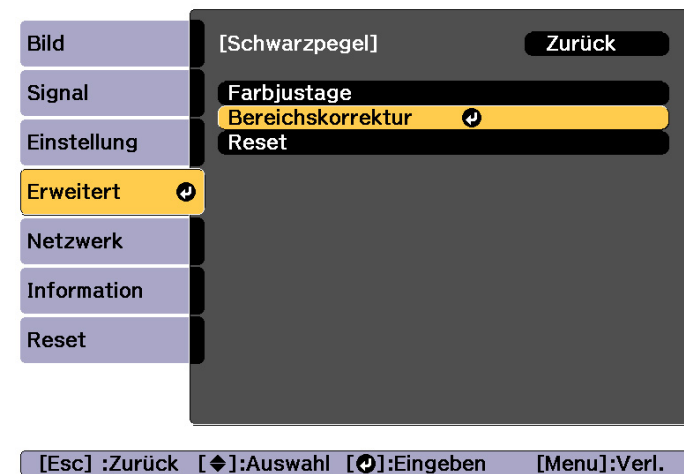 Bild
Signal
Einstellung
Erweitert
Netzwerk
Information
Reset
[Schwarzpegel] Zurück
Farbjustage
Bereichskorrektur
Reset
[Esc] :Zurück [◆]:Auswahl [↵]:Eingeben [Menu]:Verl.